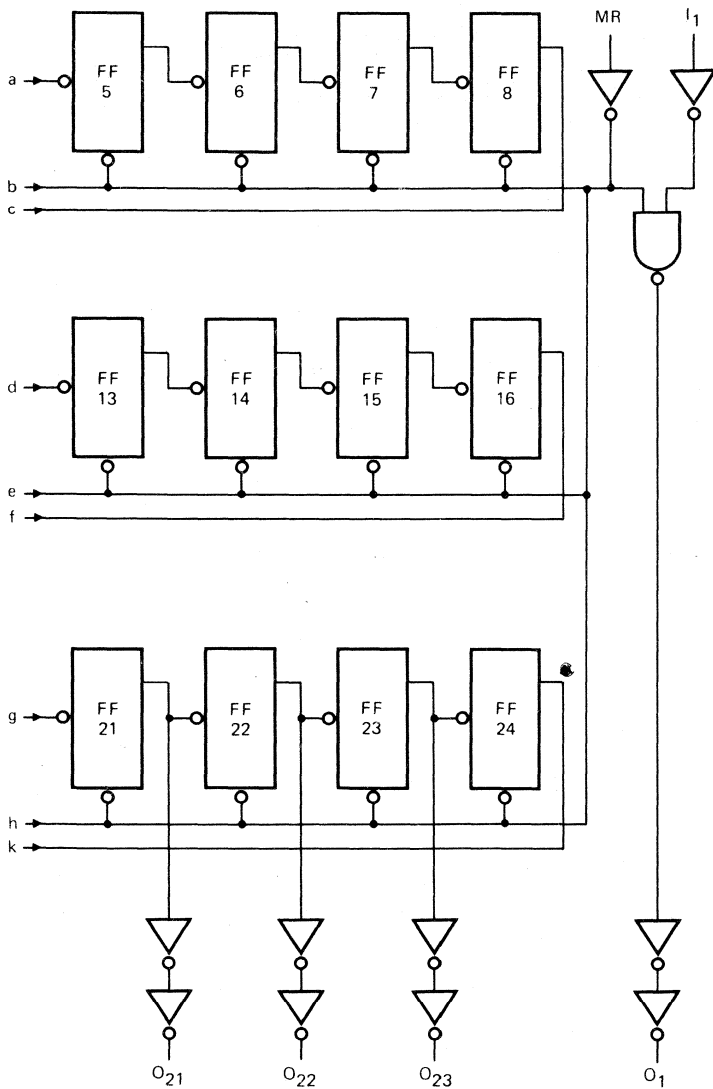 MR I₁
a FF 5 FF 6 FF 7 FF 8
b
c
d FF 13 FF 14 FF 15 FF 16
e
f
g FF 21 FF 22 FF 23 FF 24
h
k
O₂₁ O₂₂ O₂₃ O₁